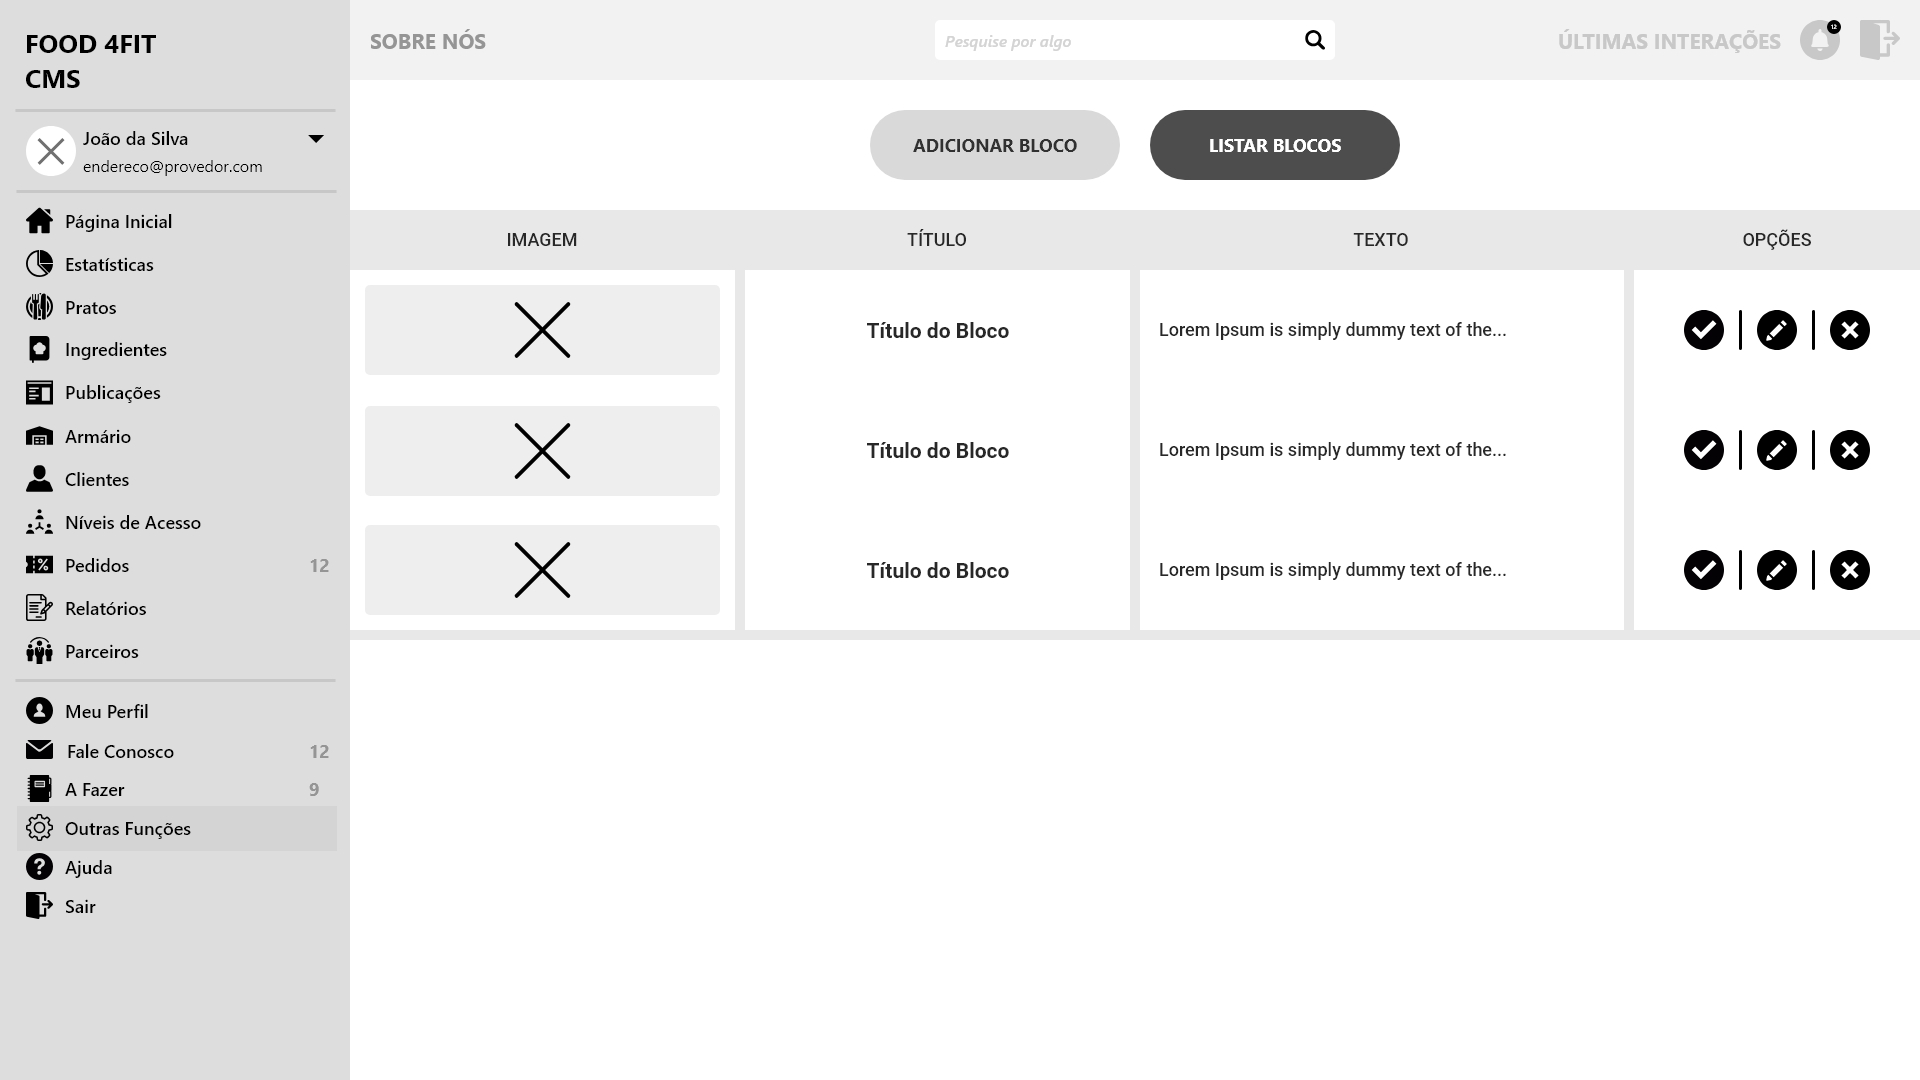 FOOD 4FIT
CMS
João da Silva
endereco@provedor.com
Página Inicial
Estatísticas
Pratos
Ingredientes
Publicações
Armário
Clientes
Níveis de Acesso
Pedidos 12
Relatórios
Parceiros
Meu Perfil
Fale Conosco 12
A Fazer 9
Outras Funções
Ajuda
Sair
SOBRE NÓS
Pesquise por algo
ÚLTIMAS INTERAÇÕES
12
ADICIONAR BLOCO
LISTAR BLOCOS
IMAGEM TÍTULO TEXTO OPÇÕES
Título do Bloco Lorem Ipsum is simply dummy text of the...
Título do Bloco Lorem Ipsum is simply dummy text of the...
Título do Bloco Lorem Ipsum is simply dummy text of the...